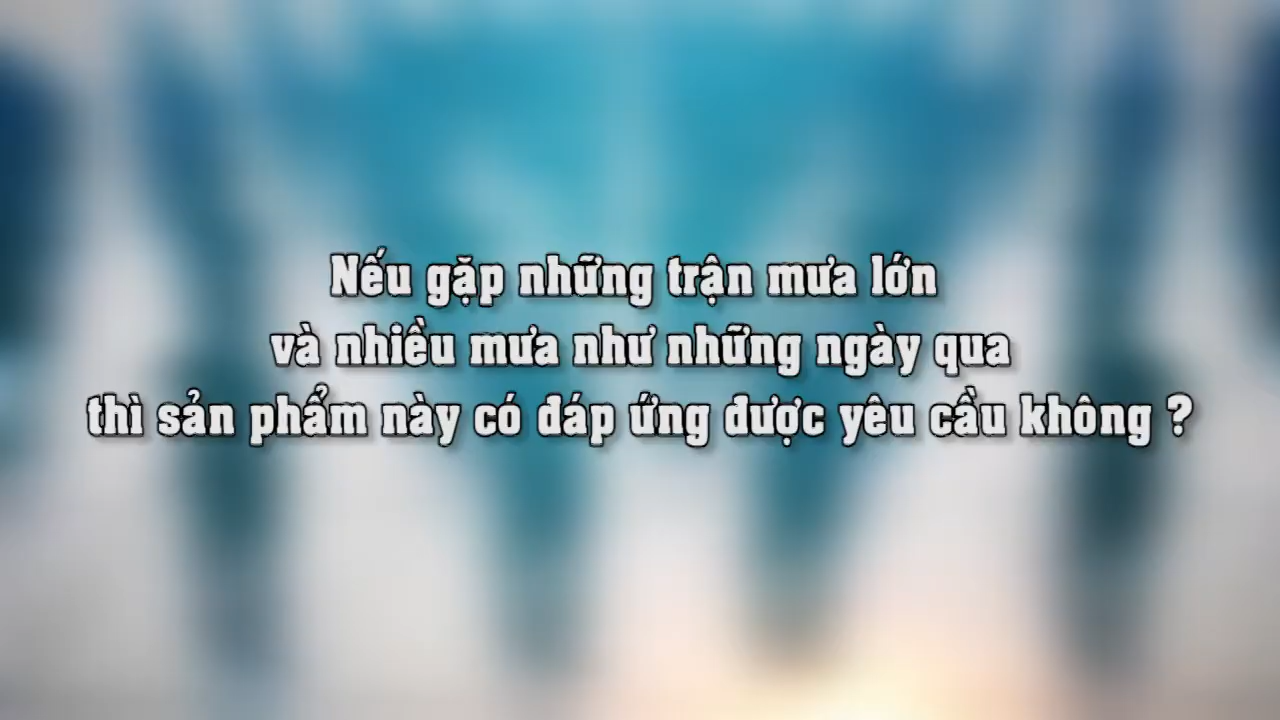 Nếu gặp những trận mưa lớn
và nhiều mưa như những ngày qua
thì sản phẩm này có đáp ứng được yêu cầu không ?